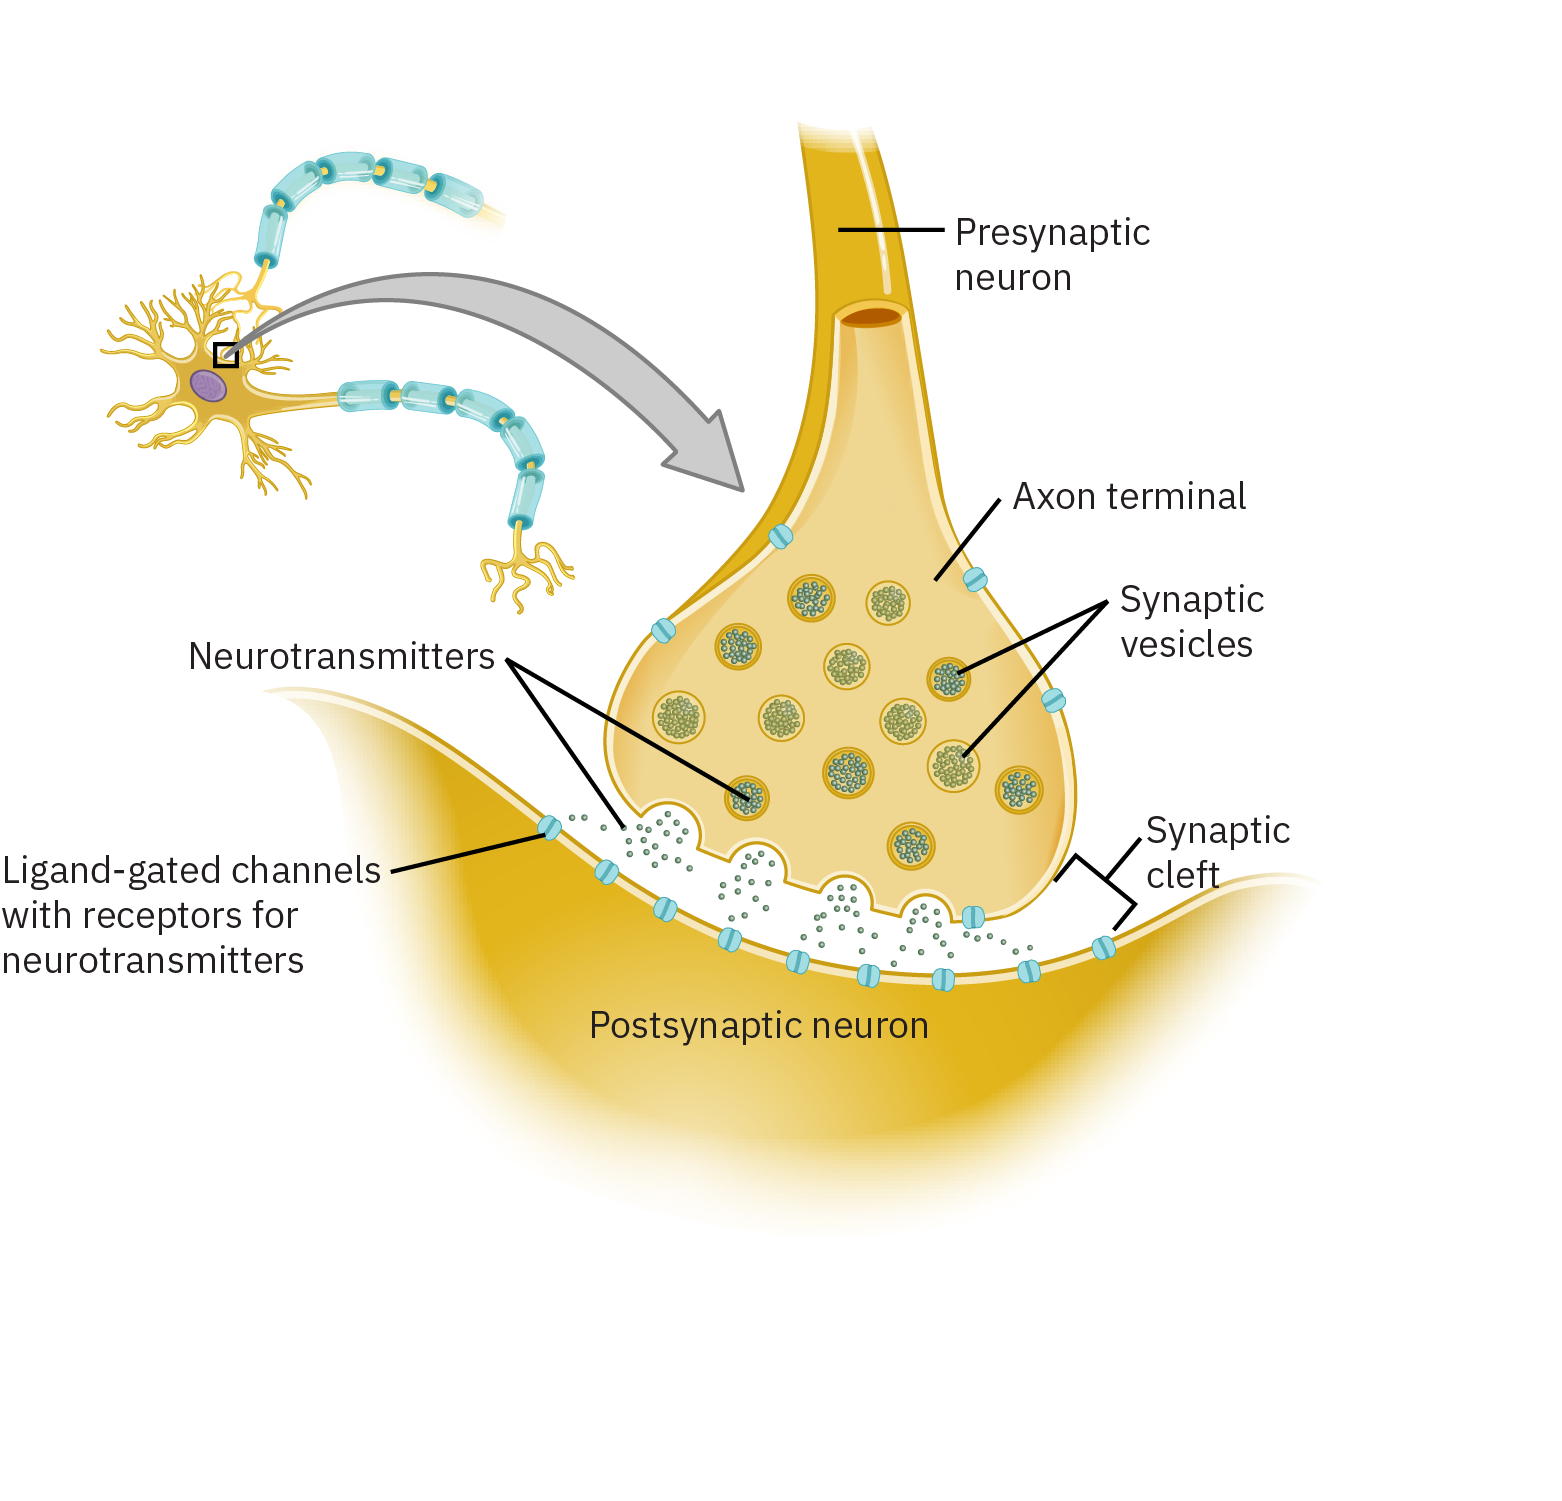 Presynaptic
neuron
Axon terminal
Synaptic
vesicles
Neurotransmitters
Synaptic
cleft
Ligand-gated channels
with receptors for
neurotransmitters
Postsynaptic neuron